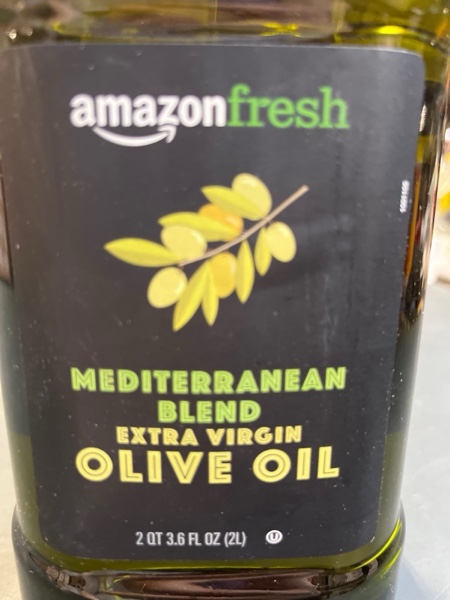 amazonfresh
MEDITERRANEAN
BLEND
EXTRA VIRGIN
OLIVE OIL
2 QT 3.6 FL OZ (2L) U